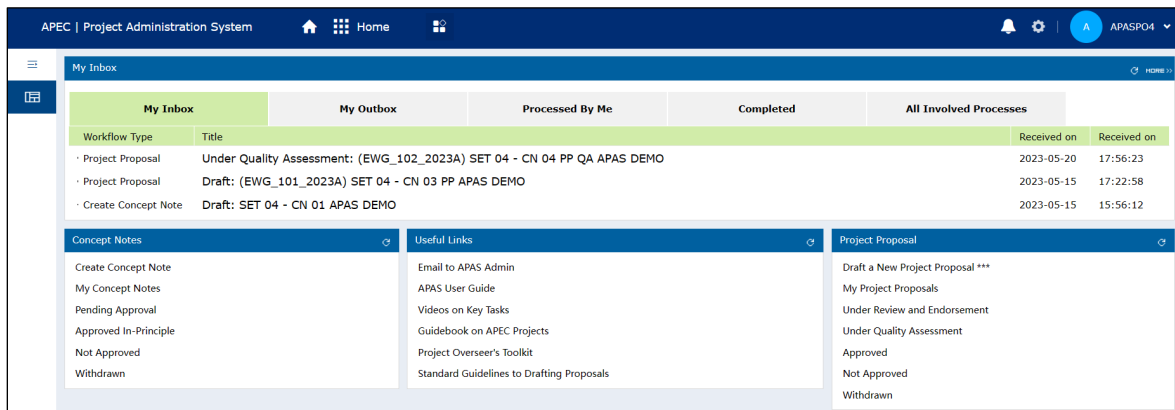 APEC | Project Administration System Home A APASPO4
My Inbox HORE >>
My Inbox My Outbox Processed By Me Completed All Involved Processes
Workflow Type Title Received on Received on
· Project Proposal Under Quality Assessment: (EWG_102_2023A) SET 04 - CN 04 PP QA APAS DEMO 2023-05-20 17:56:23
· Project Proposal Draft: (EWG_101_2023A) SET 04 - CN 03 PP APAS DEMO 2023-05-15 17:22:58
· Create Concept Note Draft: SET 04 - CN 01 APAS DEMO 2023-05-15 15:56:12
Concept Notes
Create Concept Note
My Concept Notes
Pending Approval
Approved In-Principle
Not Approved
Withdrawn
Useful Links
Email to APAS Admin
APAS User Guide
Videos on Key Tasks
Guidebook on APEC Projects
Project Overseer's Toolkit
Standard Guidelines to Drafting Proposals
Project Proposal
Draft a New Project Proposal ***
My Project Proposals
Under Review and Endorsement
Under Quality Assessment
Approved
Not Approved
Withdrawn